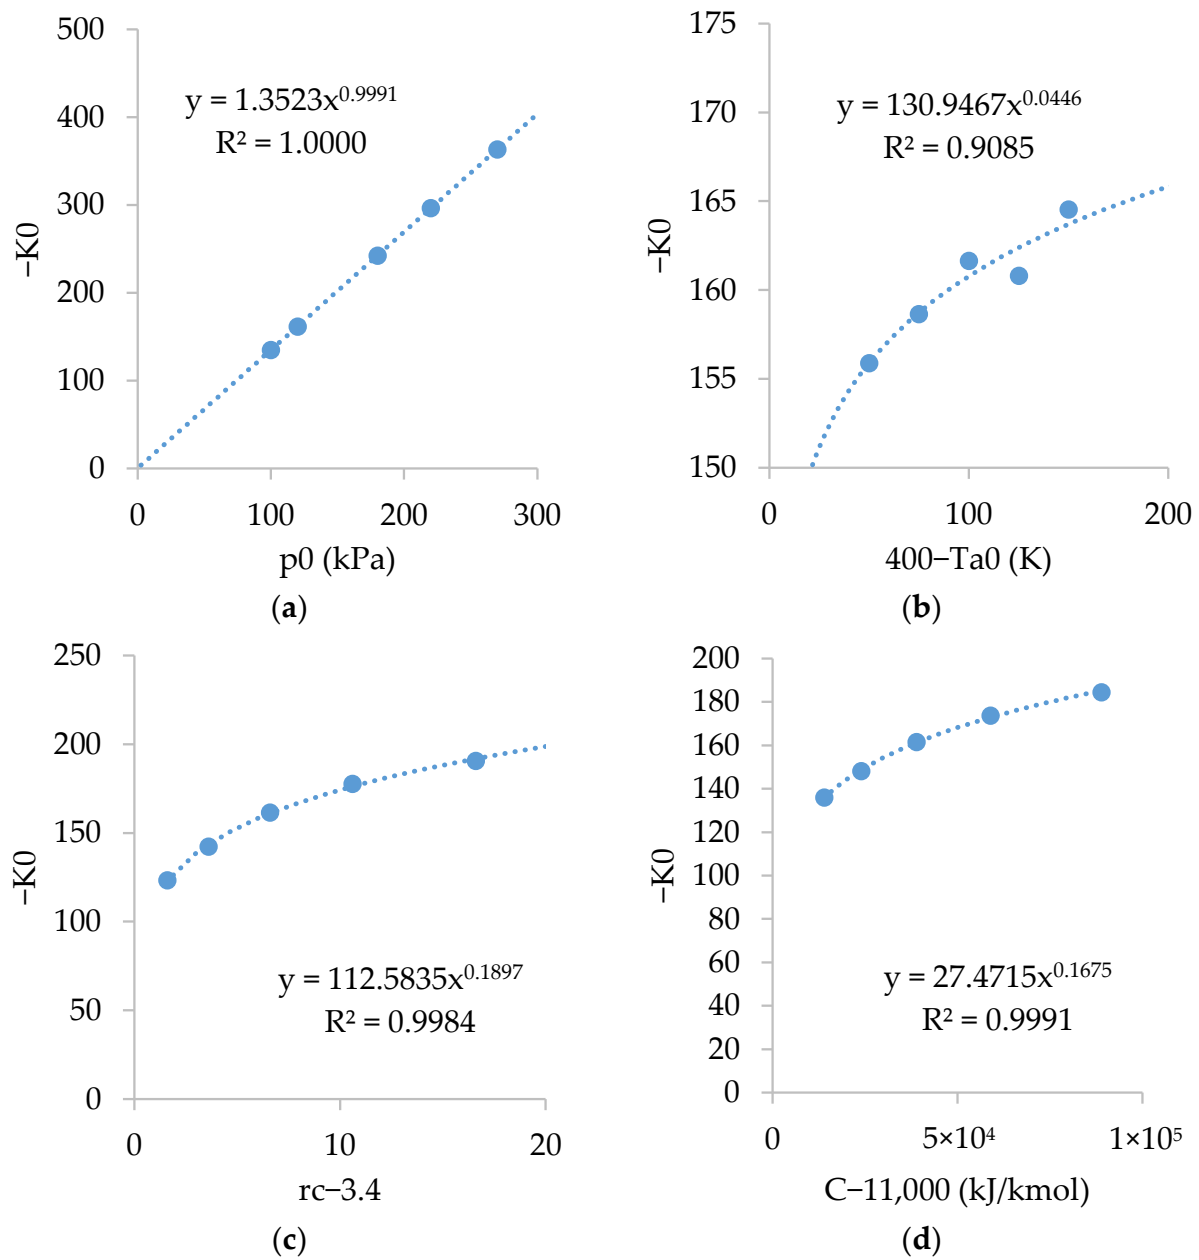 500
400
300
200
100
0
−K0
y = 1.3523x^0.9991
R² = 1.0000
0 100 200 300
p0 (kPa)
(a)
175
170
165
160
155
150
−K0
y = 130.9467x^0.0446
R² = 0.9085
0 100 200
400−Ta0 (K)
(b)
250
200
150
100
50
0
−K0
y = 112.5835x^0.1897
R² = 0.9984
0 10 20
rc−3.4
(c)
200
180
160
140
120
100
80
60
40
20
0
−K0
y = 27.4715x^0.1675
R² = 0.9991
0 5×10⁴ 1×10⁵
C−11,000 (kJ/kmol)
(d)